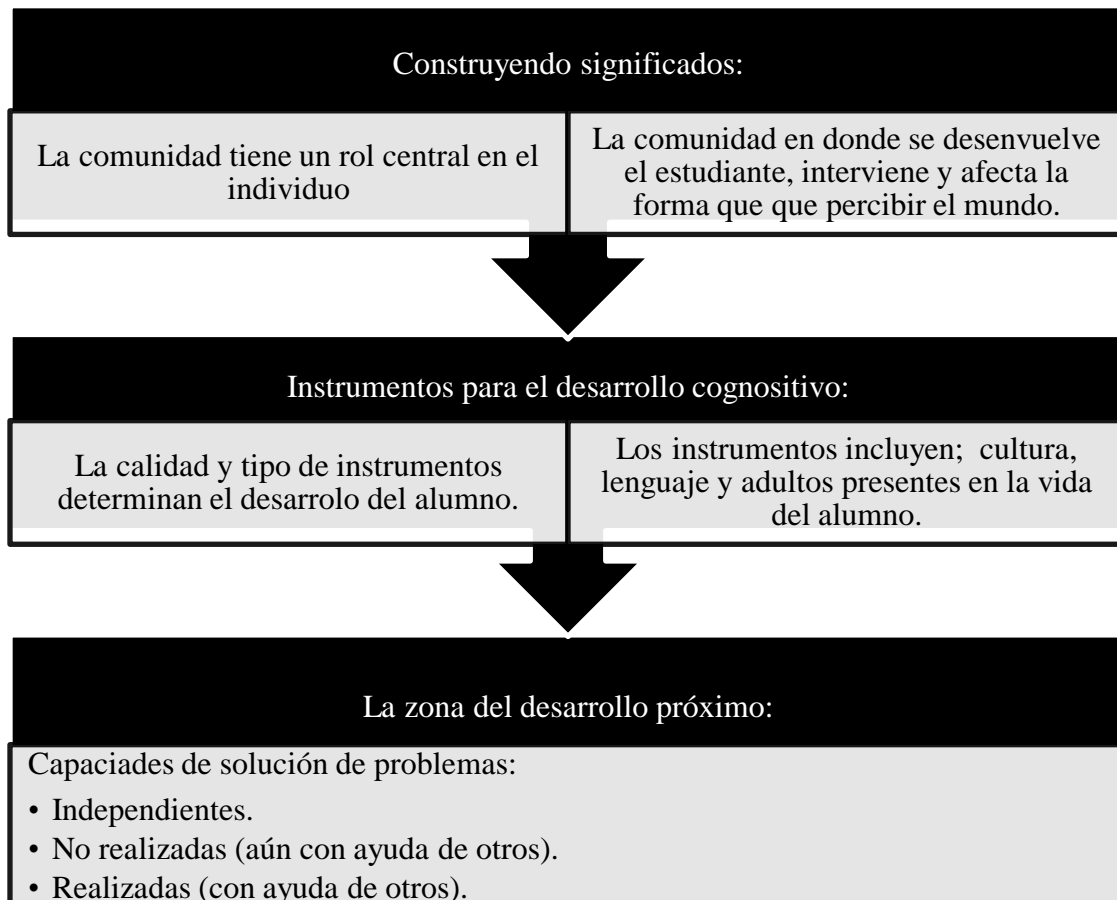 Construyendo significados:
La comunidad tiene un rol central en el
individuo
La comunidad en donde se desenvuelve
el estudiante, interviene y afecta la
forma que que percibir el mundo.
Instrumentos para el desarrollo cognositivo:
La calidad y tipo de instrumentos
determinan el desarrolo del alumno.
Los instrumentos incluyen; cultura,
lenguaje y adultos presentes en la vida
del alumno.
La zona del desarrollo próximo:
Capaciades de solución de problemas:
• Independientes.
• No realizadas (aún con ayuda de otros).
• Realizadas (con ayuda de otros).